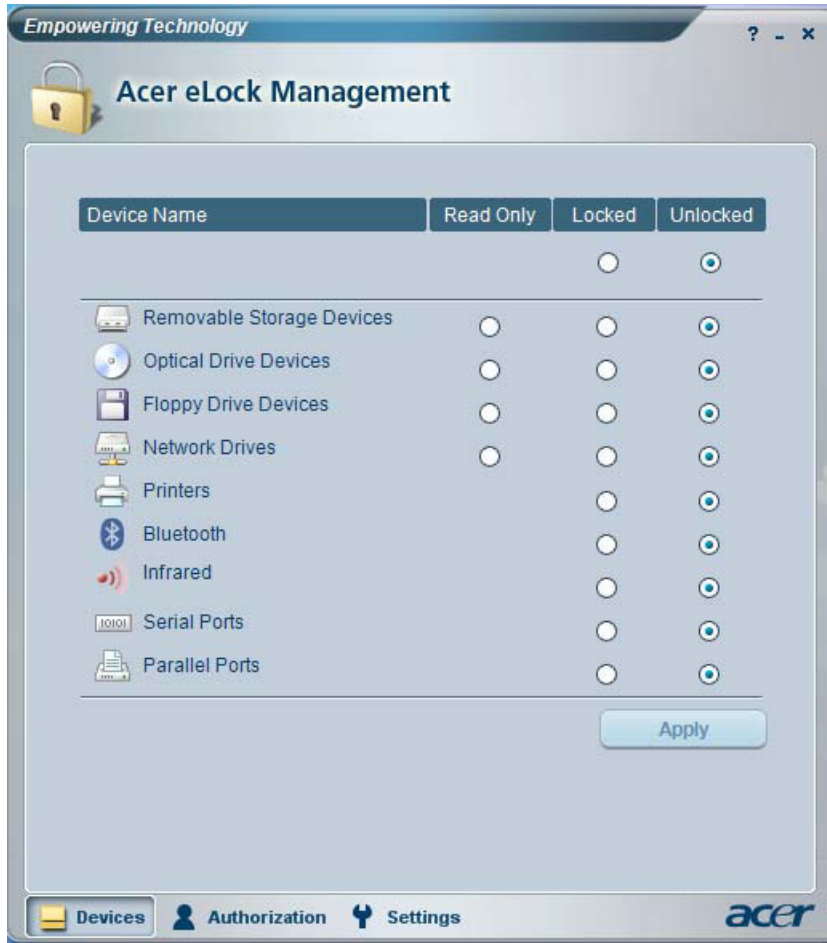 Empowering Technology
?
Acer eLock Management
Device Name Read Only Locked Unlocked
Removable Storage Devices
Optical Drive Devices
Floppy Drive Devices
Network Drives
Printers
Bluetooth
Infrared
10101 Serial Ports
Parallel Ports
Apply
Devices Authorization Settings acer